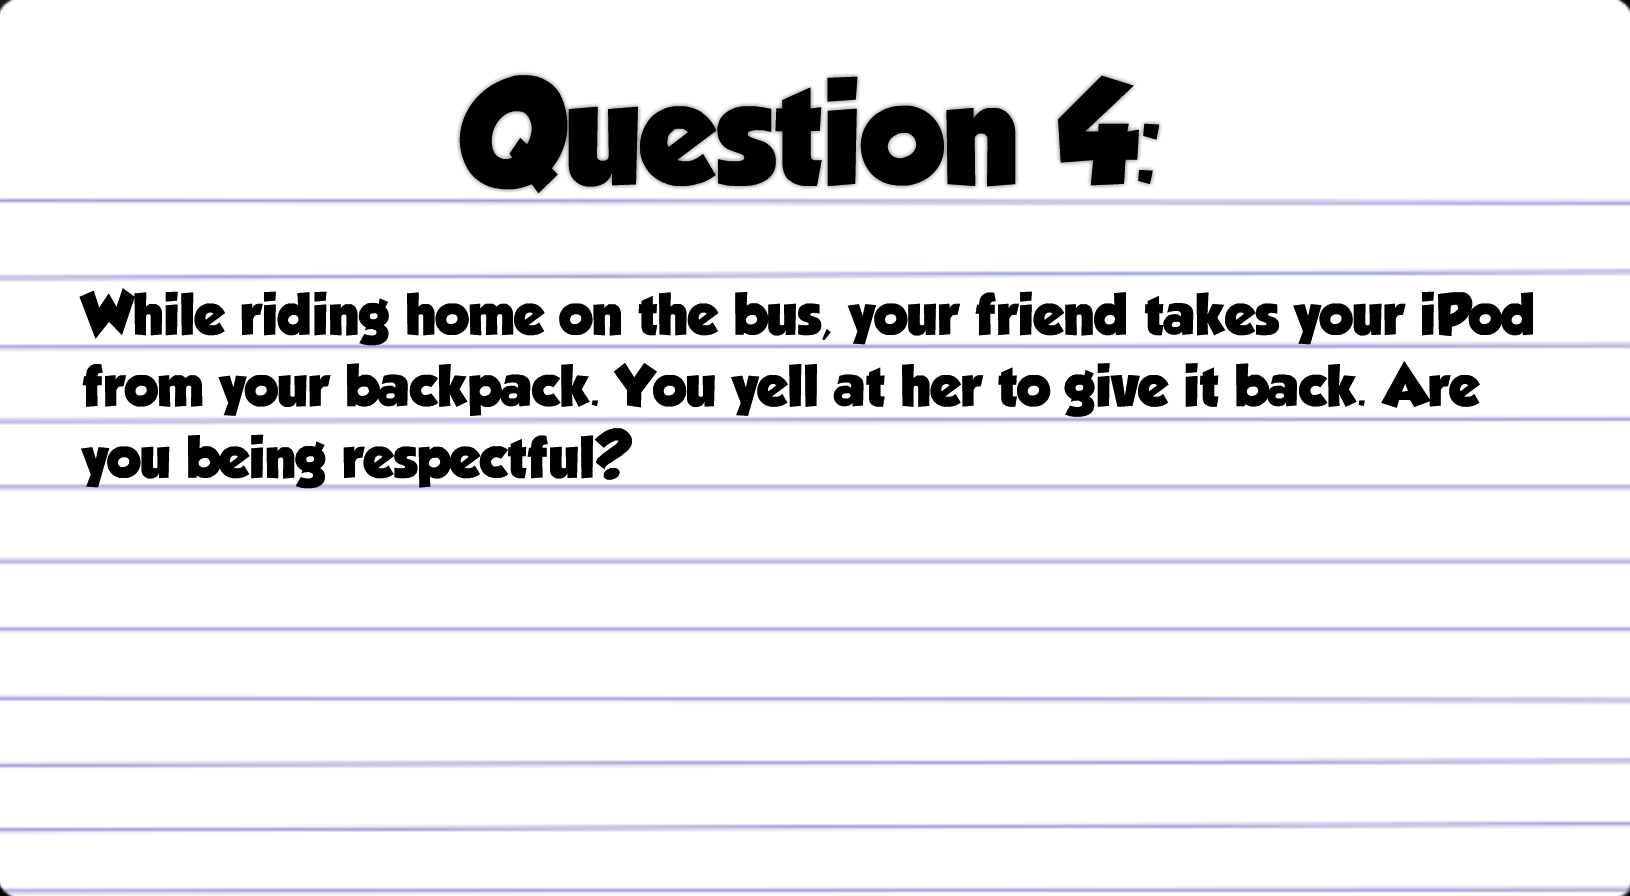 Question 4:
While riding home on the bus, your friend takes your iPod
from your backpack. You yell at her to give it back. Are
you being respectful?